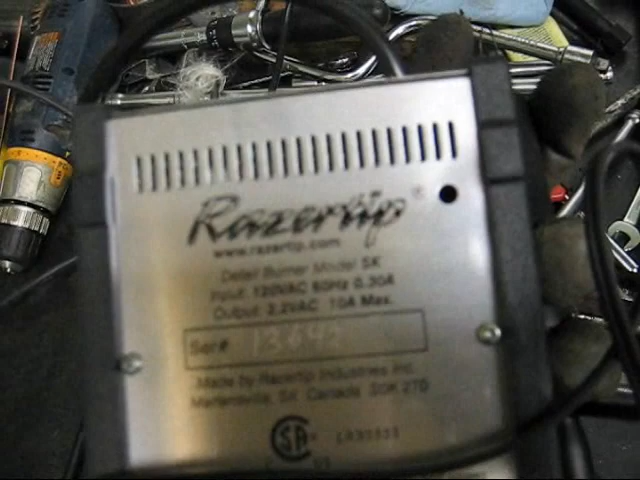 Razertip®
www.razertip.com
Detail Burner Model SK
Input: 120VAC 60Hz 0.30A
Output: 2.2VAC 10A Max.
Ser#
Made by Razertip Industries Inc.
Martensville, SK Canada S0K 2T0